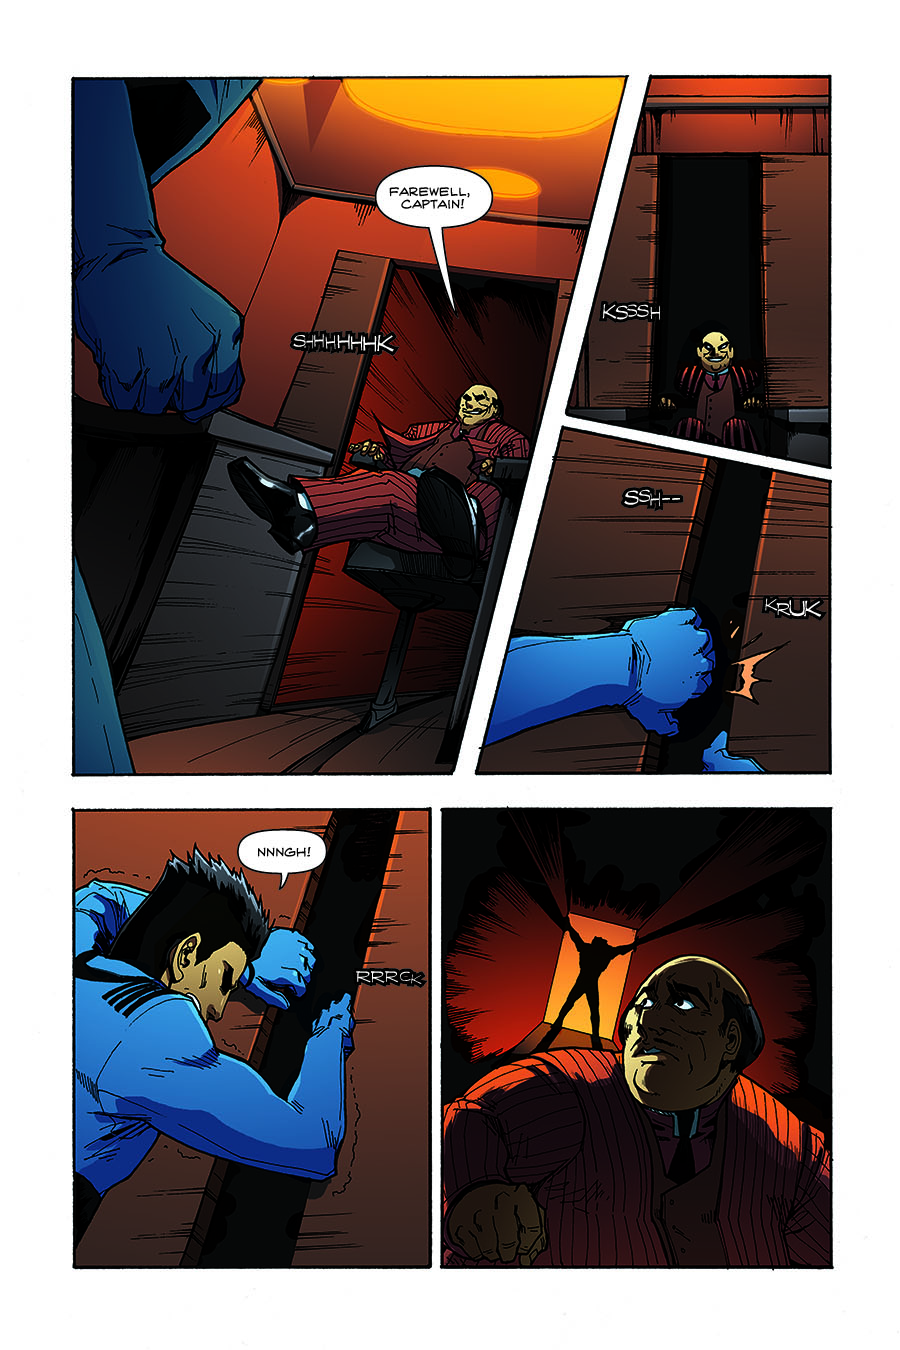 FAREWELL,
CAPTAIN!
SHHHHHHK
KSSSH
SSH--
KRUK
NNNGH!
RRRCK